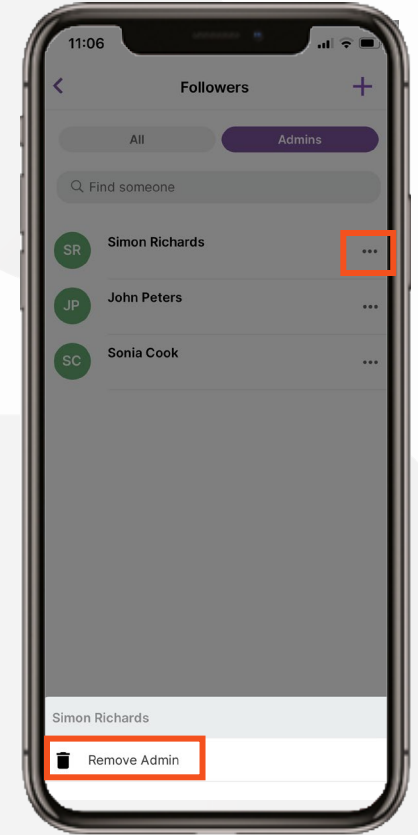 11:06
Followers
All
Admins
Find someone
SR
Simon Richards
JP
John Peters
SC
Sonia Cook
Simon Richards
Remove Admin